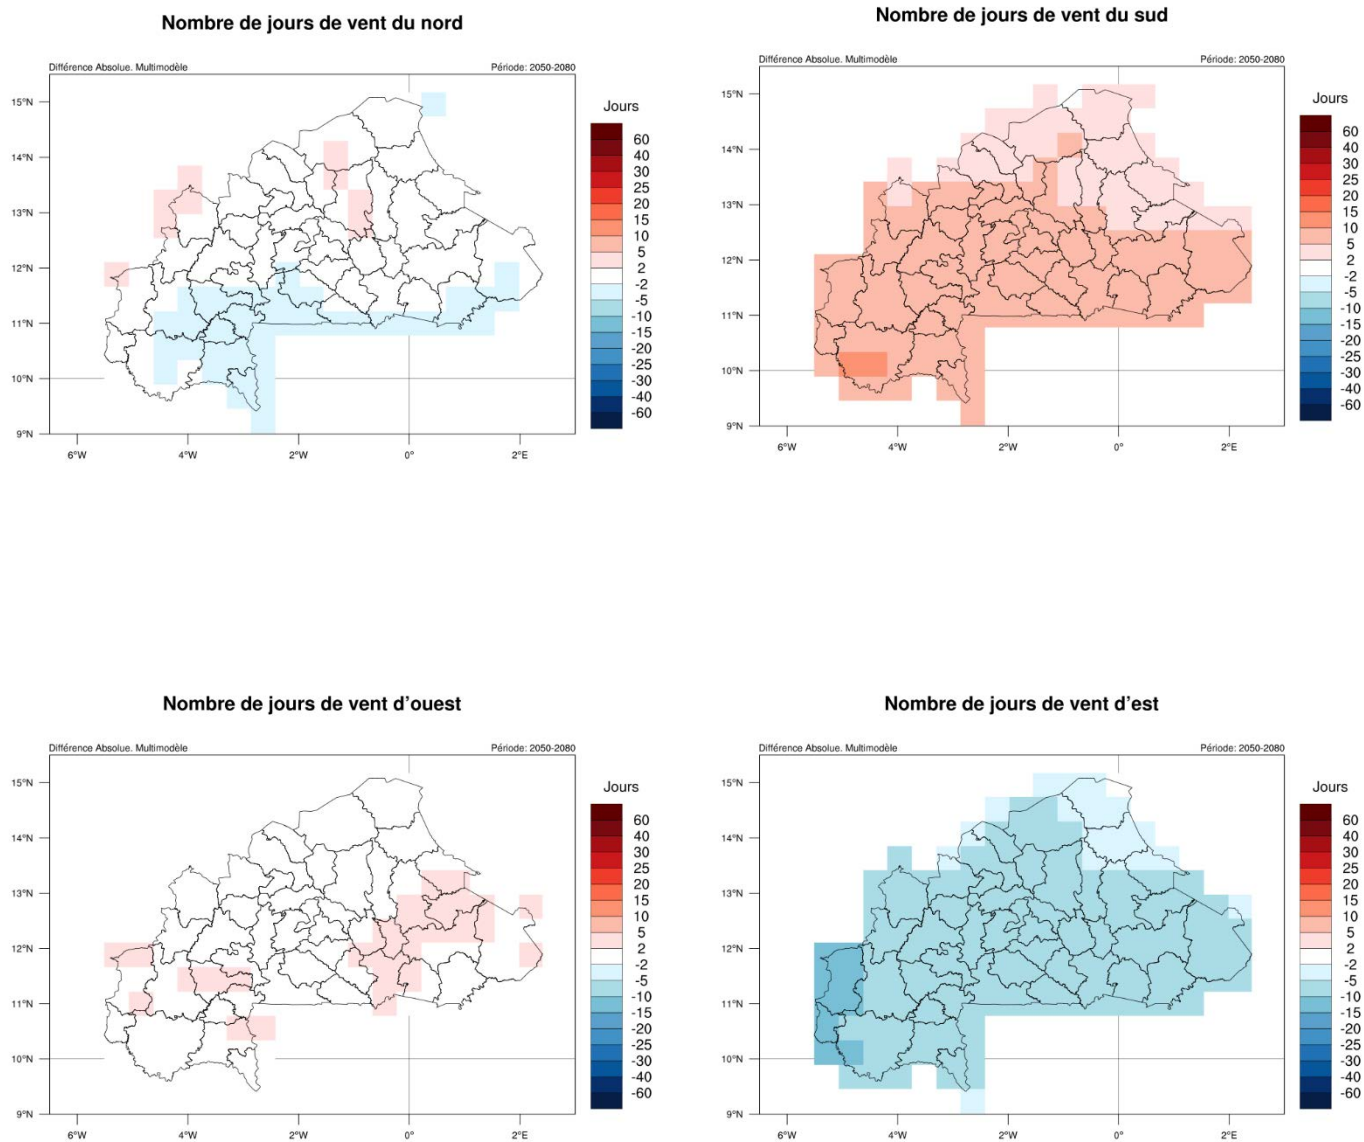 Nombre de jours de vent du nord
Différence Absolue. Multimodèle Période: 2050-2080
Jours
60
40
30
25
20
15
10
5
2
-2
-5
-10
-15
-20
-25
-30
-40
-60
15°N
14°N
13°N
12°N
11°N
10°N
9°N
6°W 4°W 2°W 0° 2°E
Nombre de jours de vent du sud
Différence Absolue. Multimodèle Période: 2050-2080
Jours
60
40
30
25
20
15
10
5
2
-2
-5
-10
-15
-20
-25
-30
-40
-60
15°N
14°N
13°N
12°N
11°N
10°N
9°N
6°W 4°W 2°W 0° 2°E
Nombre de jours de vent d'ouest
Différence Absolue. Multimodèle Période: 2050-2080
Jours
60
40
30
25
20
15
10
5
2
-2
-5
-10
-15
-20
-25
-30
-40
-60
15°N
14°N
13°N
12°N
11°N
10°N
9°N
6°W 4°W 2°W 0° 2°E
Nombre de jours de vent d'est
Différence Absolue. Multimodèle Période: 2050-2080
Jours
60
40
30
25
20
15
10
5
2
-2
-5
-10
-15
-20
-25
-30
-40
-60
15°N
14°N
13°N
12°N
11°N
10°N
9°N
6°W 4°W 2°W 0° 2°E